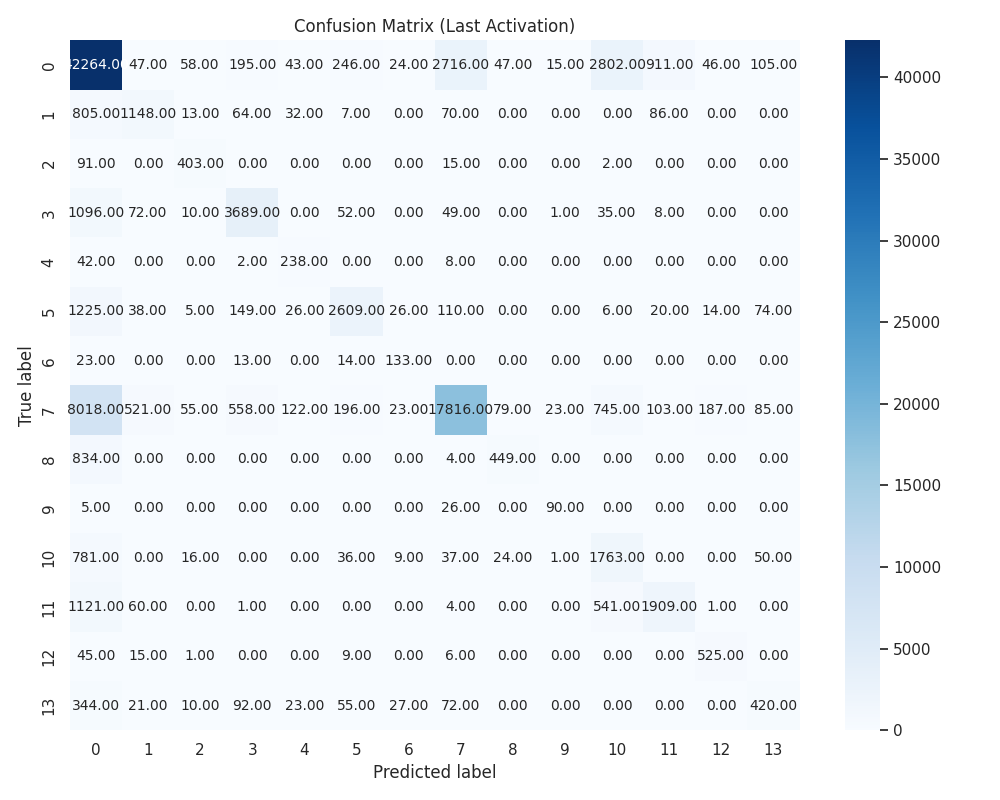 Confusion Matrix (Last Activation)
0 42264.00 47.00 58.00 195.00 43.00 246.00 24.00 2716.00 47.00 15.00 2802.00 911.00 46.00 105.00
1 805.00 1148.00 13.00 64.00 32.00 7.00 0.00 70.00 0.00 0.00 0.00 86.00 0.00 0.00
2 91.00 0.00 403.00 0.00 0.00 0.00 0.00 15.00 0.00 0.00 2.00 0.00 0.00 0.00
3 1096.00 72.00 10.00 3689.00 0.00 52.00 0.00 49.00 0.00 1.00 35.00 8.00 0.00 0.00
4 42.00 0.00 0.00 2.00 238.00 0.00 0.00 8.00 0.00 0.00 0.00 0.00 0.00 0.00
5 1225.00 38.00 5.00 149.00 26.00 2609.00 26.00 110.00 0.00 0.00 6.00 20.00 14.00 74.00
6 23.00 0.00 0.00 13.00 0.00 14.00 133.00 0.00 0.00 0.00 0.00 0.00 0.00 0.00
7 8018.00 521.00 55.00 558.00 122.00 196.00 23.00 17816.00 79.00 23.00 745.00 103.00 187.00 85.00
8 834.00 0.00 0.00 0.00 0.00 0.00 0.00 4.00 449.00 0.00 0.00 0.00 0.00 0.00
9 5.00 0.00 0.00 0.00 0.00 0.00 0.00 26.00 0.00 90.00 0.00 0.00 0.00 0.00
10 781.00 0.00 16.00 0.00 0.00 36.00 9.00 37.00 24.00 1.00 1763.00 0.00 0.00 50.00
11 1121.00 60.00 0.00 1.00 0.00 0.00 0.00 4.00 0.00 0.00 541.00 1909.00 1.00 0.00
12 45.00 15.00 1.00 0.00 0.00 9.00 0.00 6.00 0.00 0.00 0.00 0.00 525.00 0.00
13 344.00 21.00 10.00 92.00 23.00 55.00 27.00 72.00 0.00 0.00 0.00 0.00 0.00 420.00
0 1 2 3 4 5 6 7 8 9 10 11 12 13
Predicted label
True label
40000
35000
30000
25000
20000
15000
10000
5000
0